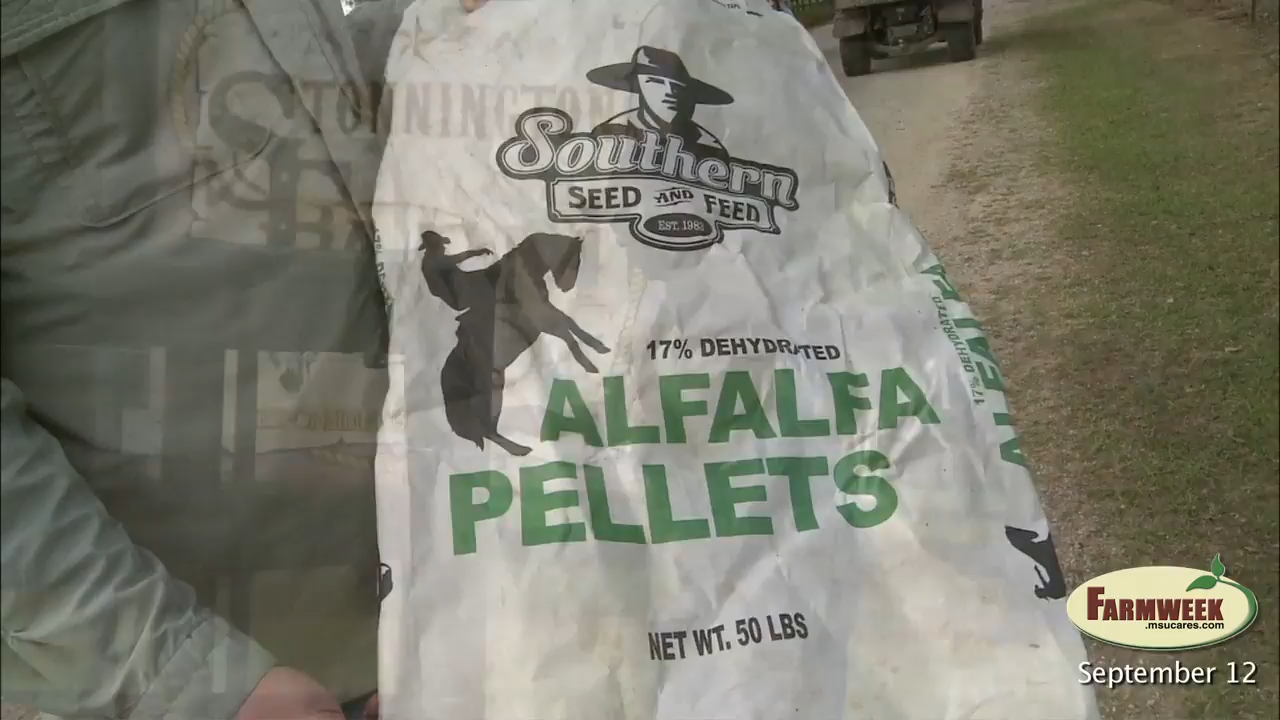 STONNINGTON
Southern
SEED AND FEED
EST. 1982
17% DEHYDRATED
ALFALFA
PELLETS
NET WT. 50 LBS
17% DEHYDRATED
FARMWEEK
.msucares.com
September 12